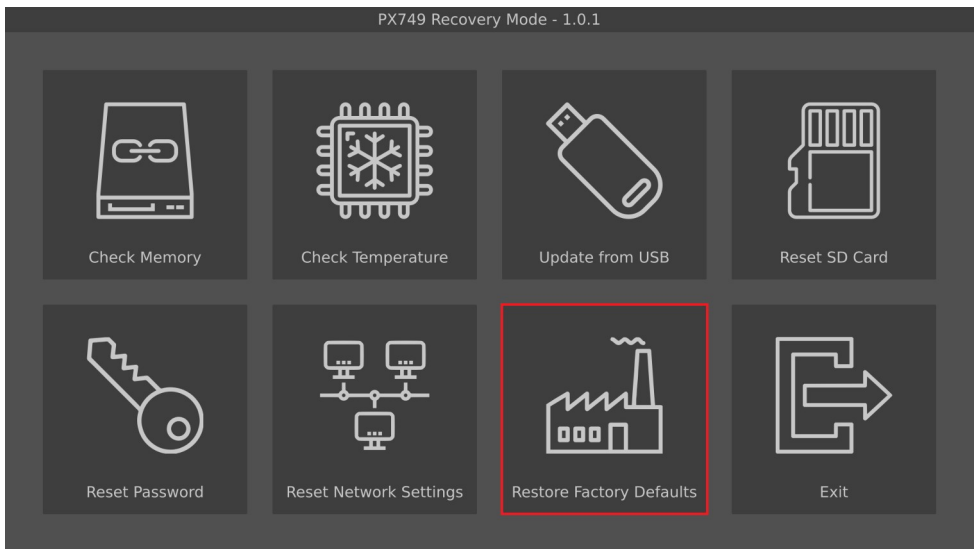 PX749 Recovery Mode - 1.0.1
Check Memory
Check Temperature
Update from USB
Reset SD Card
Reset Password
Reset Network Settings
Restore Factory Defaults
Exit